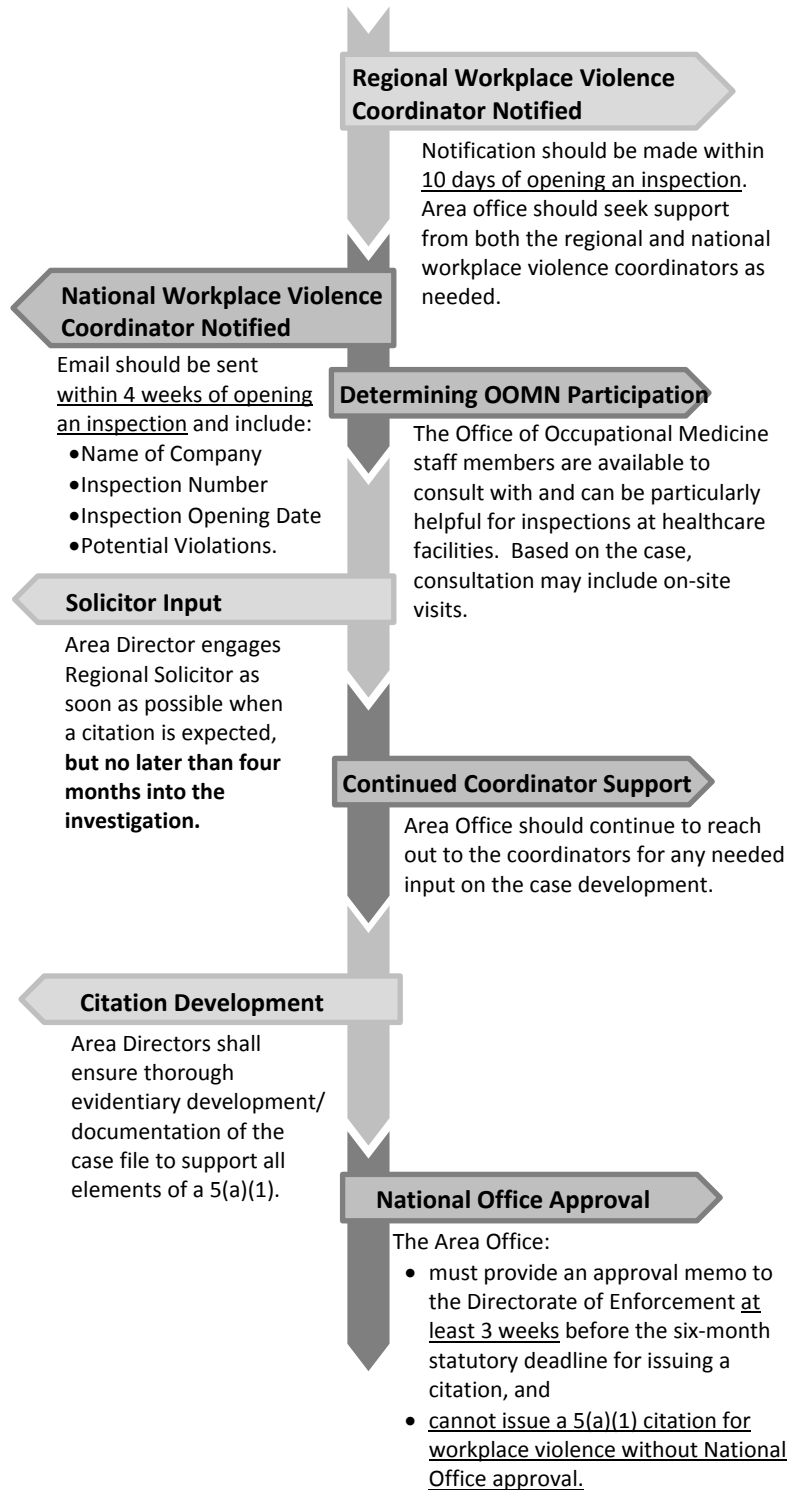 Regional Workplace Violence
Coordinator Notified
Notification should be made within
10 days of opening an inspection.
Area office should seek support
from both the regional and national
workplace violence coordinators as
needed.
National Workplace Violence
Coordinator Notified
Email should be sent
within 4 weeks of opening
an inspection and include:
•Name of Company
•Inspection Number
•Inspection Opening Date
•Potential Violations.
Determining OOMN Participation
The Office of Occupational Medicine
staff members are available to
consult with and can be particularly
helpful for inspections at healthcare
facilities. Based on the case,
consultation may include on-site
visits.
Solicitor Input
Area Director engages
Regional Solicitor as
soon as possible when
a citation is expected,
but no later than four
months into the
investigation.
Continued Coordinator Support
Area Office should continue to reach
out to the coordinators for any needed
input on the case development.
Citation Development
Area Directors shall
ensure thorough
evidentiary development/
documentation of the
case file to support all
elements of a 5(a)(1).
National Office Approval
The Area Office:
• must provide an approval memo to
the Directorate of Enforcement at
least 3 weeks before the six-month
statutory deadline for issuing a
citation, and
• cannot issue a 5(a)(1) citation for
workplace violence without National
Office approval.